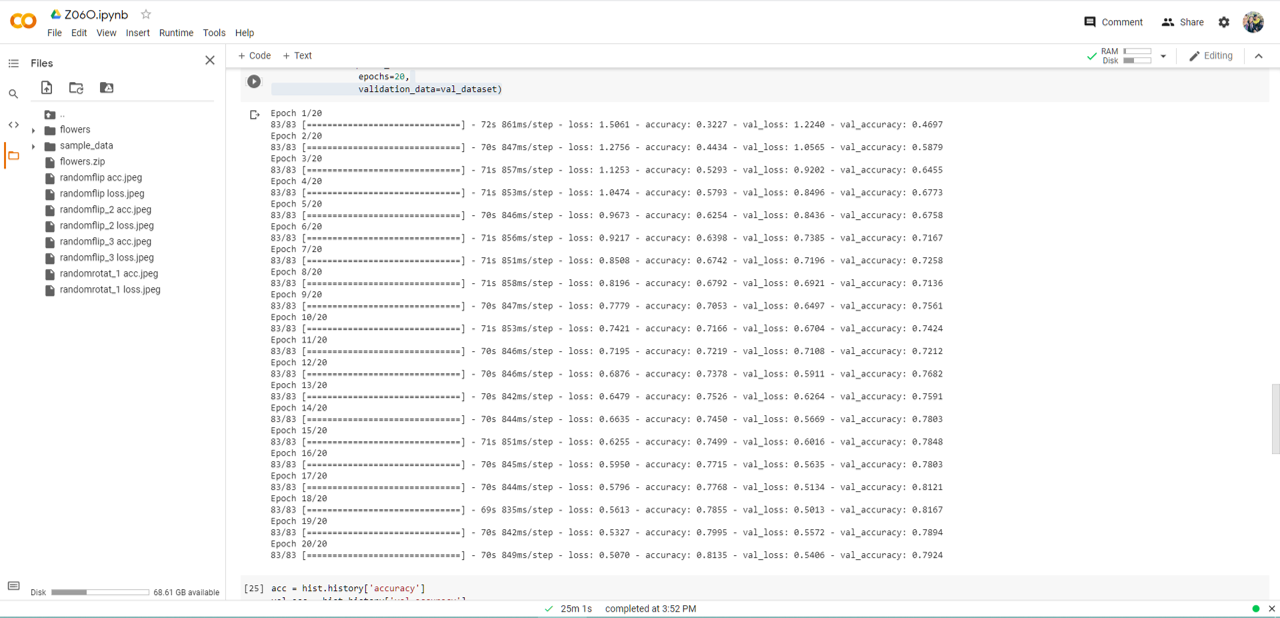 Z06O.ipynb
File Edit View Insert Runtime Tools Help
Comment Share
Files
+ Code + Text
RAM
Disk
Editing
..
flowers
sample_data
flowers.zip
randomflip acc.jpeg
randomflip loss.jpeg
randomflip_2 acc.jpeg
randomflip_2 loss.jpeg
randomflip_3 acc.jpeg
randomflip_3 loss.jpeg
randomrotat_1 acc.jpeg
randomrotat_1 loss.jpeg
Disk 68.61 GB available
epochs=20,
validation_data=val_dataset)
Epoch 1/20
83/83 [==============================] - 72s 861ms/step - loss: 1.5061 - accuracy: 0.3227 - val_loss: 1.2240 - val_accuracy: 0.4697
Epoch 2/20
83/83 [==============================] - 70s 847ms/step - loss: 1.2756 - accuracy: 0.4434 - val_loss: 1.0565 - val_accuracy: 0.5879
Epoch 3/20
83/83 [==============================] - 71s 857ms/step - loss: 1.1253 - accuracy: 0.5293 - val_loss: 0.9202 - val_accuracy: 0.6455
Epoch 4/20
83/83 [==============================] - 71s 853ms/step - loss: 1.0474 - accuracy: 0.5793 - val_loss: 0.8496 - val_accuracy: 0.6773
Epoch 5/20
83/83 [==============================] - 70s 846ms/step - loss: 0.9673 - accuracy: 0.6254 - val_loss: 0.8436 - val_accuracy: 0.6758
Epoch 6/20
83/83 [==============================] - 71s 856ms/step - loss: 0.9217 - accuracy: 0.6398 - val_loss: 0.7385 - val_accuracy: 0.7167
Epoch 7/20
83/83 [==============================] - 71s 851ms/step - loss: 0.8508 - accuracy: 0.6742 - val_loss: 0.7196 - val_accuracy: 0.7258
Epoch 8/20
83/83 [==============================] - 71s 858ms/step - loss: 0.8196 - accuracy: 0.6792 - val_loss: 0.6921 - val_accuracy: 0.7136
Epoch 9/20
83/83 [==============================] - 70s 847ms/step - loss: 0.7779 - accuracy: 0.7053 - val_loss: 0.6497 - val_accuracy: 0.7561
Epoch 10/20
83/83 [==============================] - 71s 853ms/step - loss: 0.7421 - accuracy: 0.7166 - val_loss: 0.6704 - val_accuracy: 0.7424
Epoch 11/20
83/83 [==============================] - 70s 846ms/step - loss: 0.7195 - accuracy: 0.7219 - val_loss: 0.7108 - val_accuracy: 0.7212
Epoch 12/20
83/83 [==============================] - 70s 846ms/step - loss: 0.6876 - accuracy: 0.7378 - val_loss: 0.5911 - val_accuracy: 0.7682
Epoch 13/20
83/83 [==============================] - 70s 842ms/step - loss: 0.6479 - accuracy: 0.7526 - val_loss: 0.6264 - val_accuracy: 0.7591
Epoch 14/20
83/83 [==============================] - 70s 844ms/step - loss: 0.6635 - accuracy: 0.7450 - val_loss: 0.5669 - val_accuracy: 0.7803
Epoch 15/20
83/83 [==============================] - 71s 851ms/step - loss: 0.6255 - accuracy: 0.7499 - val_loss: 0.6016 - val_accuracy: 0.7848
Epoch 16/20
83/83 [==============================] - 70s 845ms/step - loss: 0.5950 - accuracy: 0.7715 - val_loss: 0.5635 - val_accuracy: 0.7803
Epoch 17/20
83/83 [==============================] - 70s 844ms/step - loss: 0.5796 - accuracy: 0.7768 - val_loss: 0.5134 - val_accuracy: 0.8121
Epoch 18/20
83/83 [==============================] - 69s 835ms/step - loss: 0.5613 - accuracy: 0.7855 - val_loss: 0.5013 - val_accuracy: 0.8167
Epoch 19/20
83/83 [==============================] - 70s 842ms/step - loss: 0.5327 - accuracy: 0.7995 - val_loss: 0.5572 - val_accuracy: 0.7894
Epoch 20/20
83/83 [==============================] - 70s 849ms/step - loss: 0.5070 - accuracy: 0.8135 - val_loss: 0.5406 - val_accuracy: 0.7924
[25] acc = hist.history['accuracy']
25m 1s completed at 3:52 PM